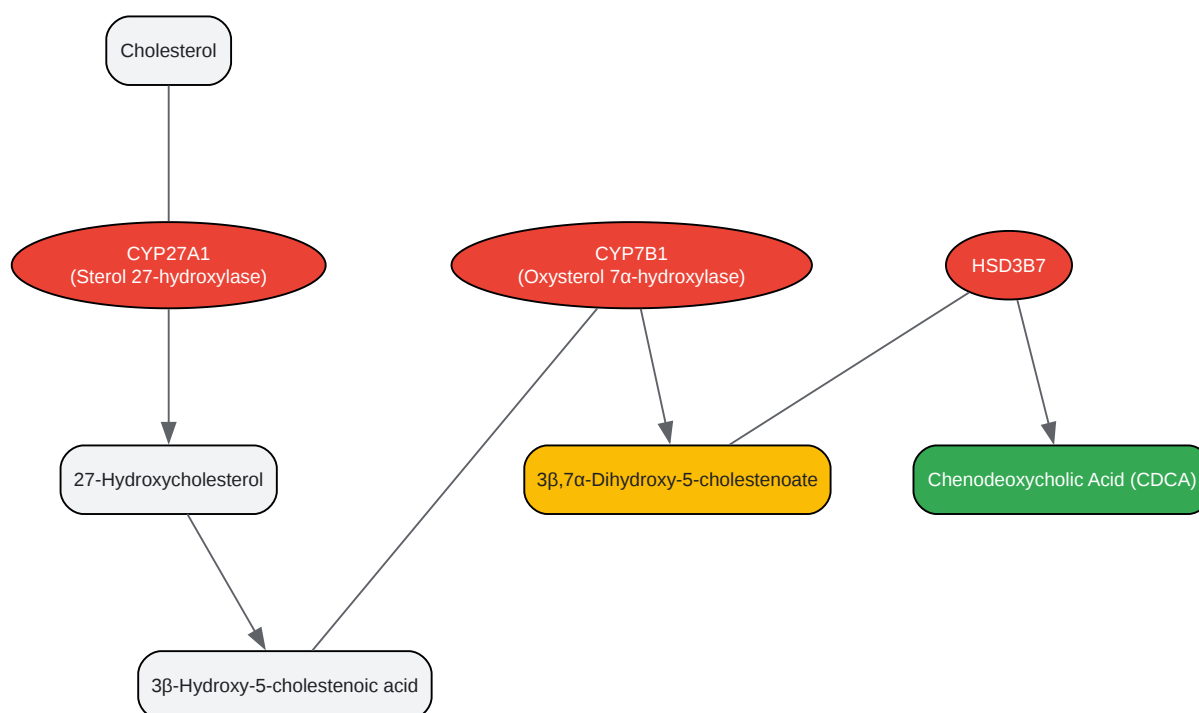 Cholesterol
CYP27A1
(Sterol 27-hydroxylase)
CYP7B1
(Oxysterol 7α-hydroxylase)
HSD3B7
27-Hydroxycholesterol
3β,7α-Dihydroxy-5-cholestenoate
Chenodeoxycholic Acid (CDCA)
3β-Hydroxy-5-cholestenoic acid